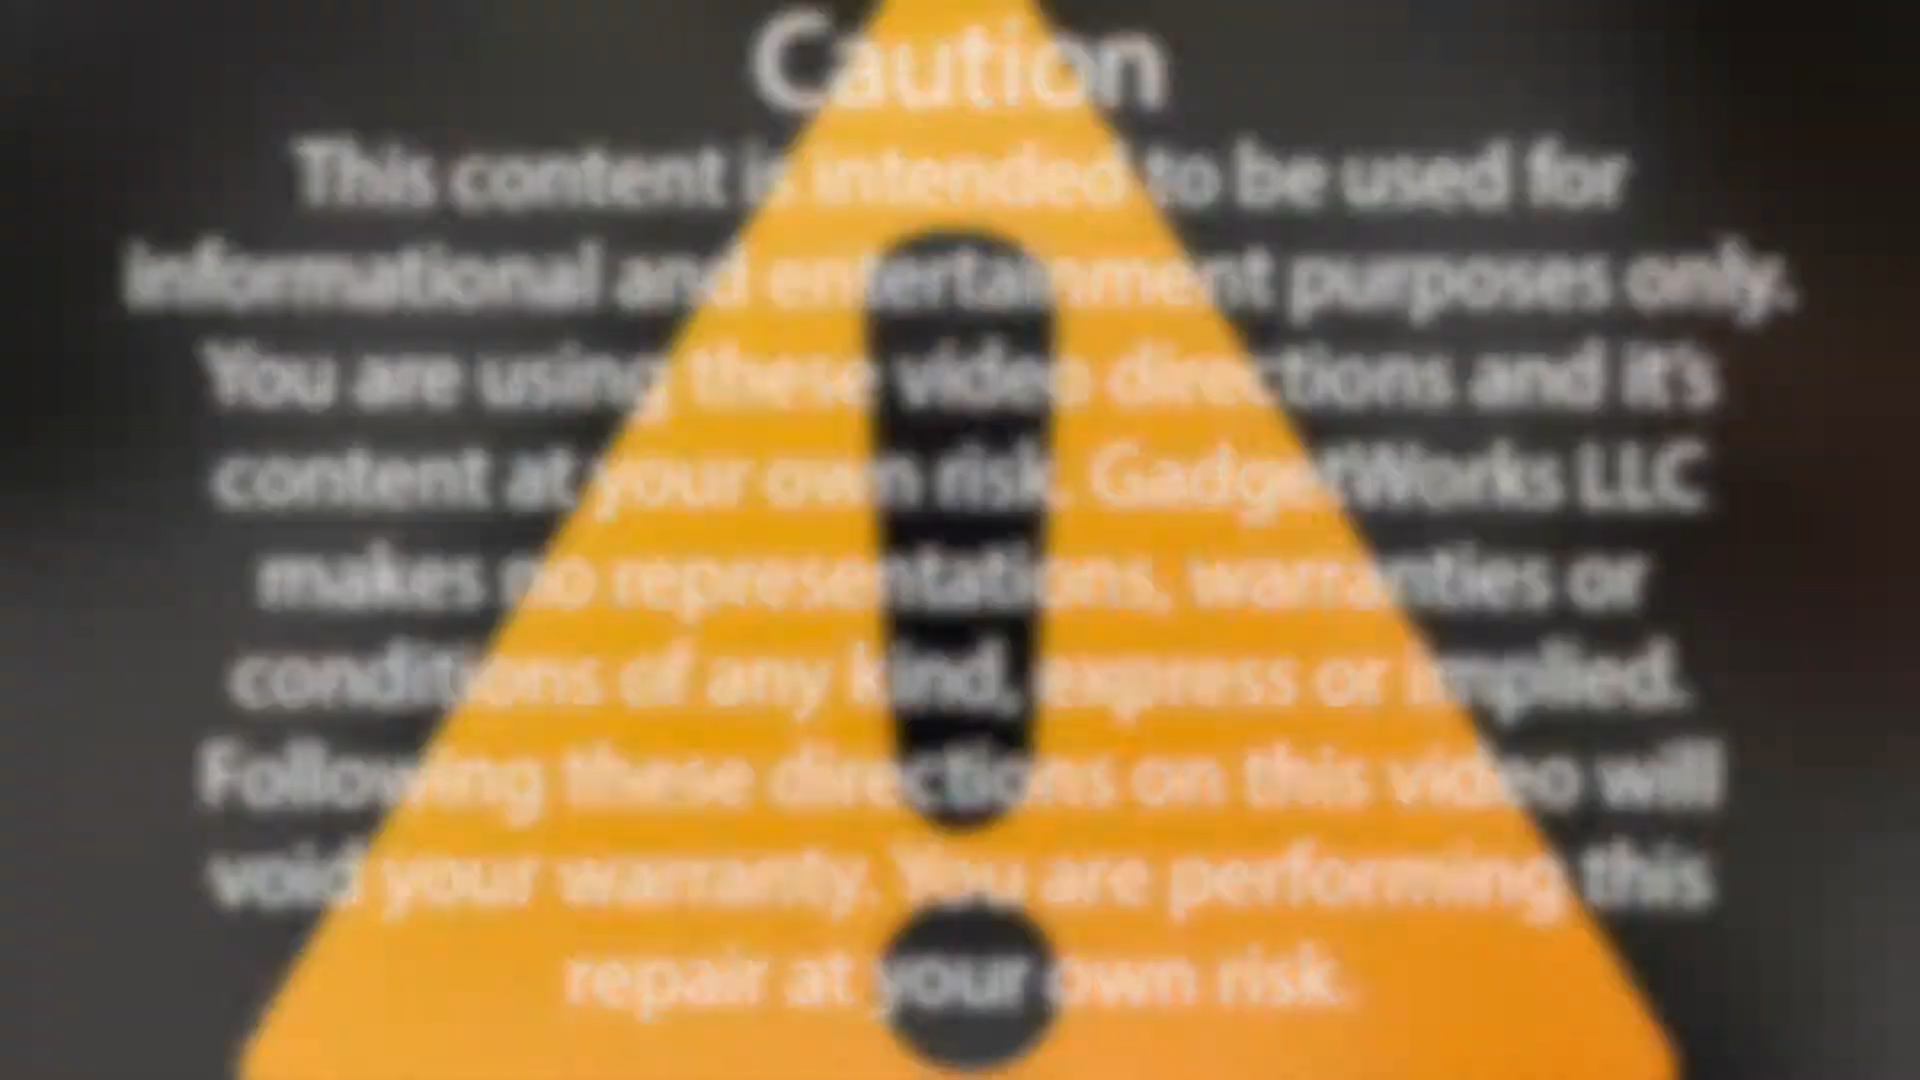 Caution
This content is intended to be used for
informational and entertainment purposes only.
You are using these video directions and it's
content at your own risk. GadgetWorks LLC
makes no representations, warranties or
conditions of any kind, express or implied.
Following these directions on this video will
void your warranty. You are performing this
repair at your own risk.